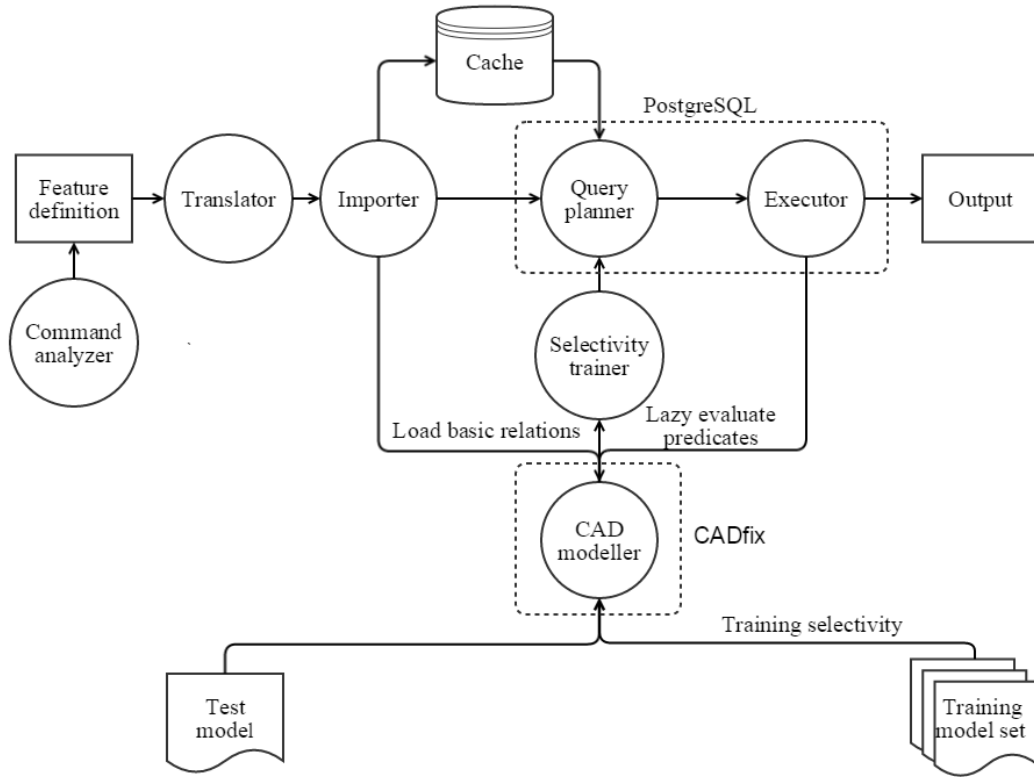 Cache
PostgreSQL
Feature
definition
Translator
Importer
Query
planner
Executor
Output
Command
analyzer
Selectivity
trainer
Load basic relations
Lazy evaluate
predicates
CAD
modeller
CADfix
Training selectivity
Test
model
Training
model set